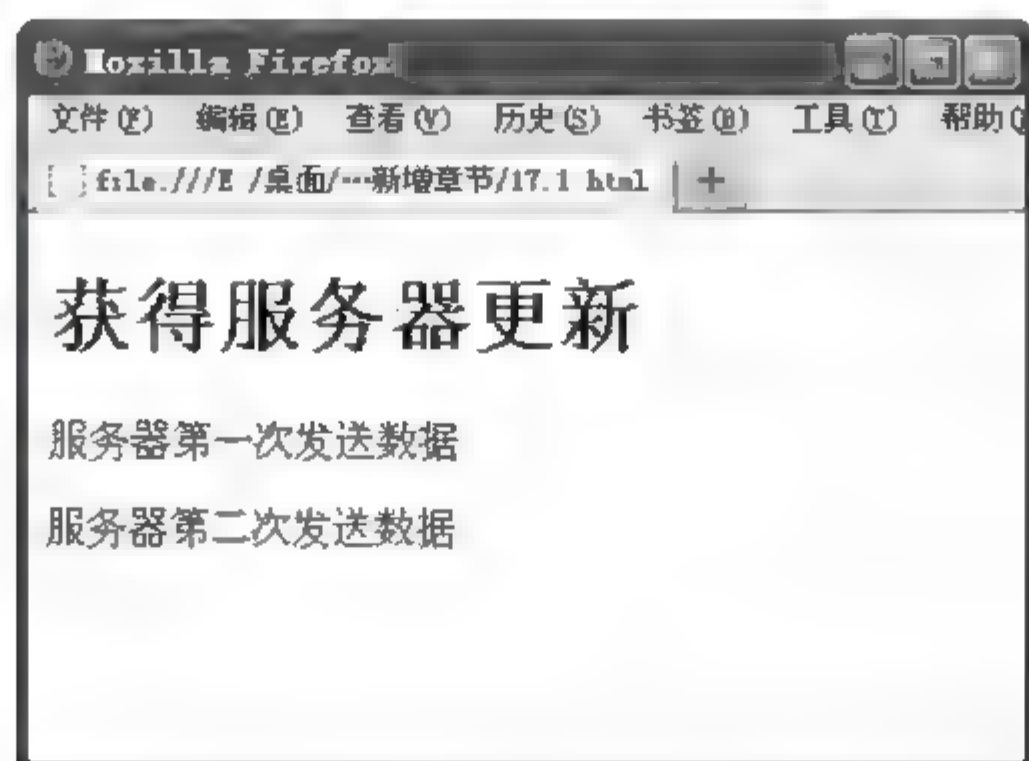 Mozilla Firefox
文件(F) 编辑(E) 查看(V) 历史(S) 书签(B) 工具(T) 帮助(
file:///E:/桌面/…新增章节/17.1.html +
获得服务器更新
服务器第一次发送数据
服务器第二次发送数据